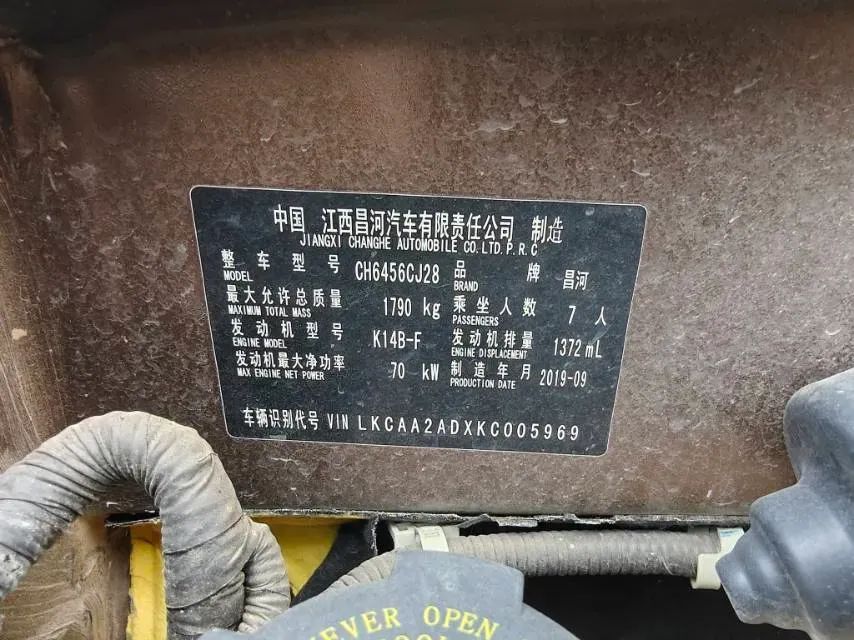 中国 江西昌河汽车有限责任公司 制造
JIANGXI CHANGHE AUTOMOBILE CO.LTD.P.R.C
整车型号 CH6456CJ28 品牌 昌河
MODEL BRAND
最大允许总质量 1790 kg 乘坐人数 7 人
MAXIMUM TOTAL MASS PASSENGERS
发动机型号 K14B-F 发动机排量 1372 mL
ENGINE MODEL ENGINE DISPLACEMENT
发动机最大净功率 70 kW 制造年月 2019-09
MAX ENGINE NET POWER PRODUCTION DATE
车辆识别代号 VIN LKCAA2ADXKC005969
NEVER OPEN